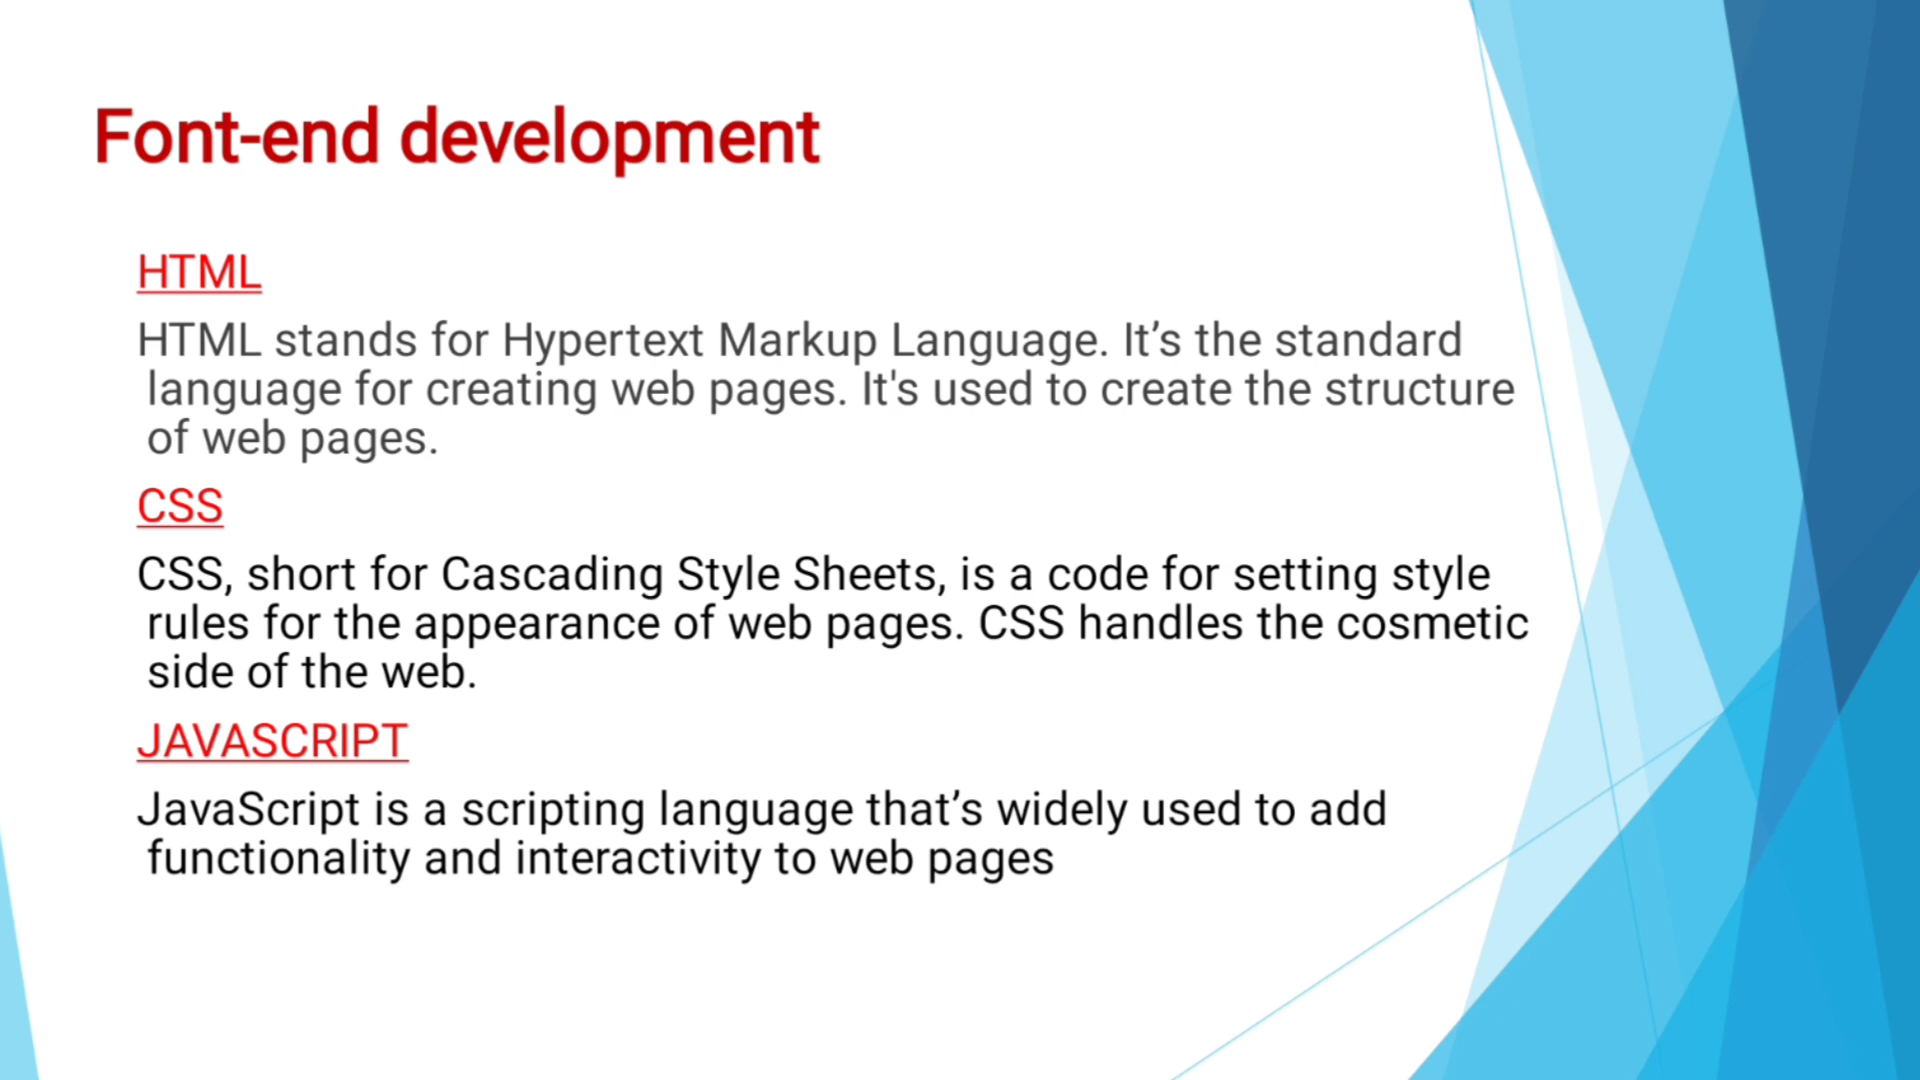 Font-end development
HTML
HTML stands for Hypertext Markup Language. It’s the standard
language for creating web pages. It's used to create the structure
of web pages.
CSS
CSS, short for Cascading Style Sheets, is a code for setting style
rules for the appearance of web pages. CSS handles the cosmetic
side of the web.
JAVASCRIPT
JavaScript is a scripting language that’s widely used to add
functionality and interactivity to web pages